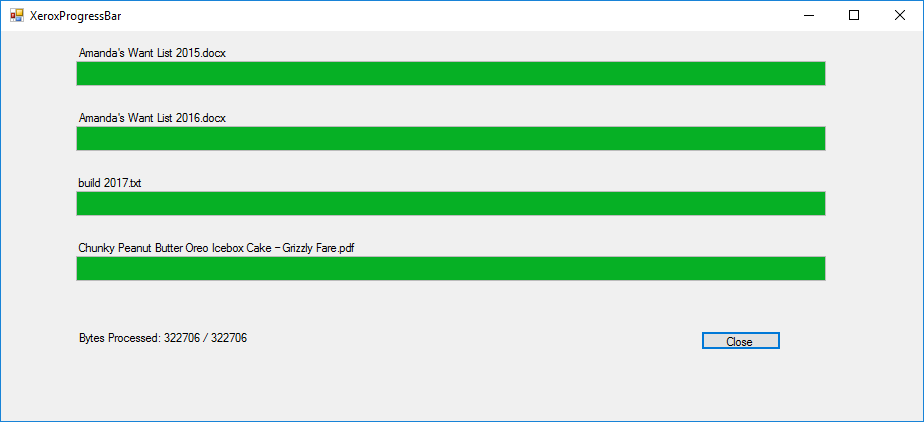 XeroxProgressBar
Amanda's Want List 2015.docx
Amanda's Want List 2016.docx
build 2017.txt
Chunky Peanut Butter Oreo Icebox Cake – Grizzly Fare.pdf
Bytes Processed: 322706 / 322706
Close